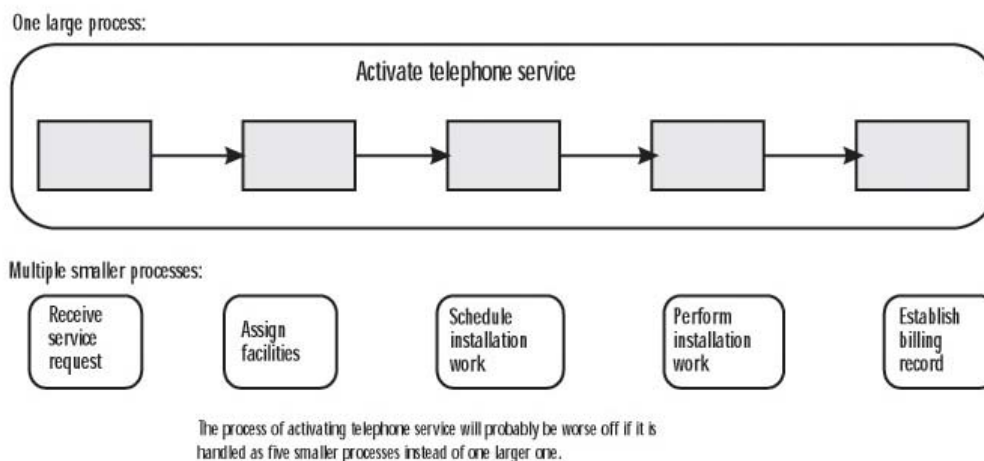 One large process:
Activate telephone service
Multiple smaller processes:
Receive
service
request
Assign
facilities
Schedule
installation
work
Perform
installation
work
Establish
billing
record
The process of activating telephone service will probably be worse off if it is
handled as five smaller processes instead of one larger one.